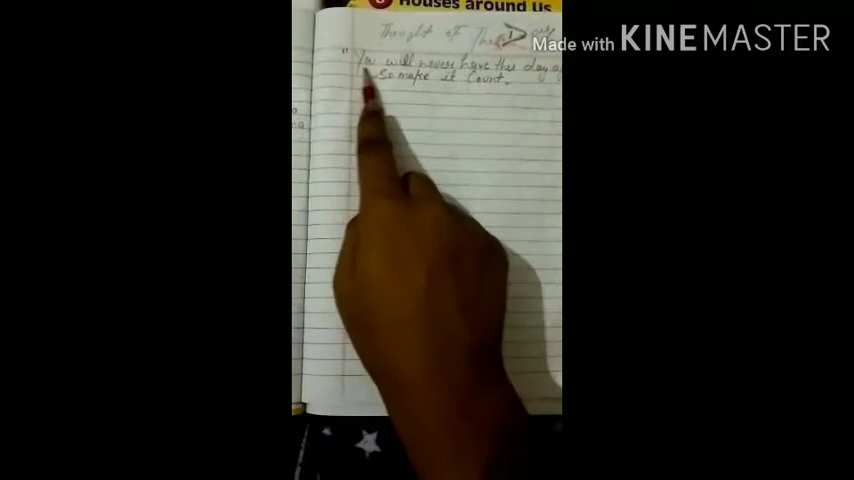 Houses around Us
Thought of The Day
Made with KINEMASTER
" You will never have this day
So make it Count.